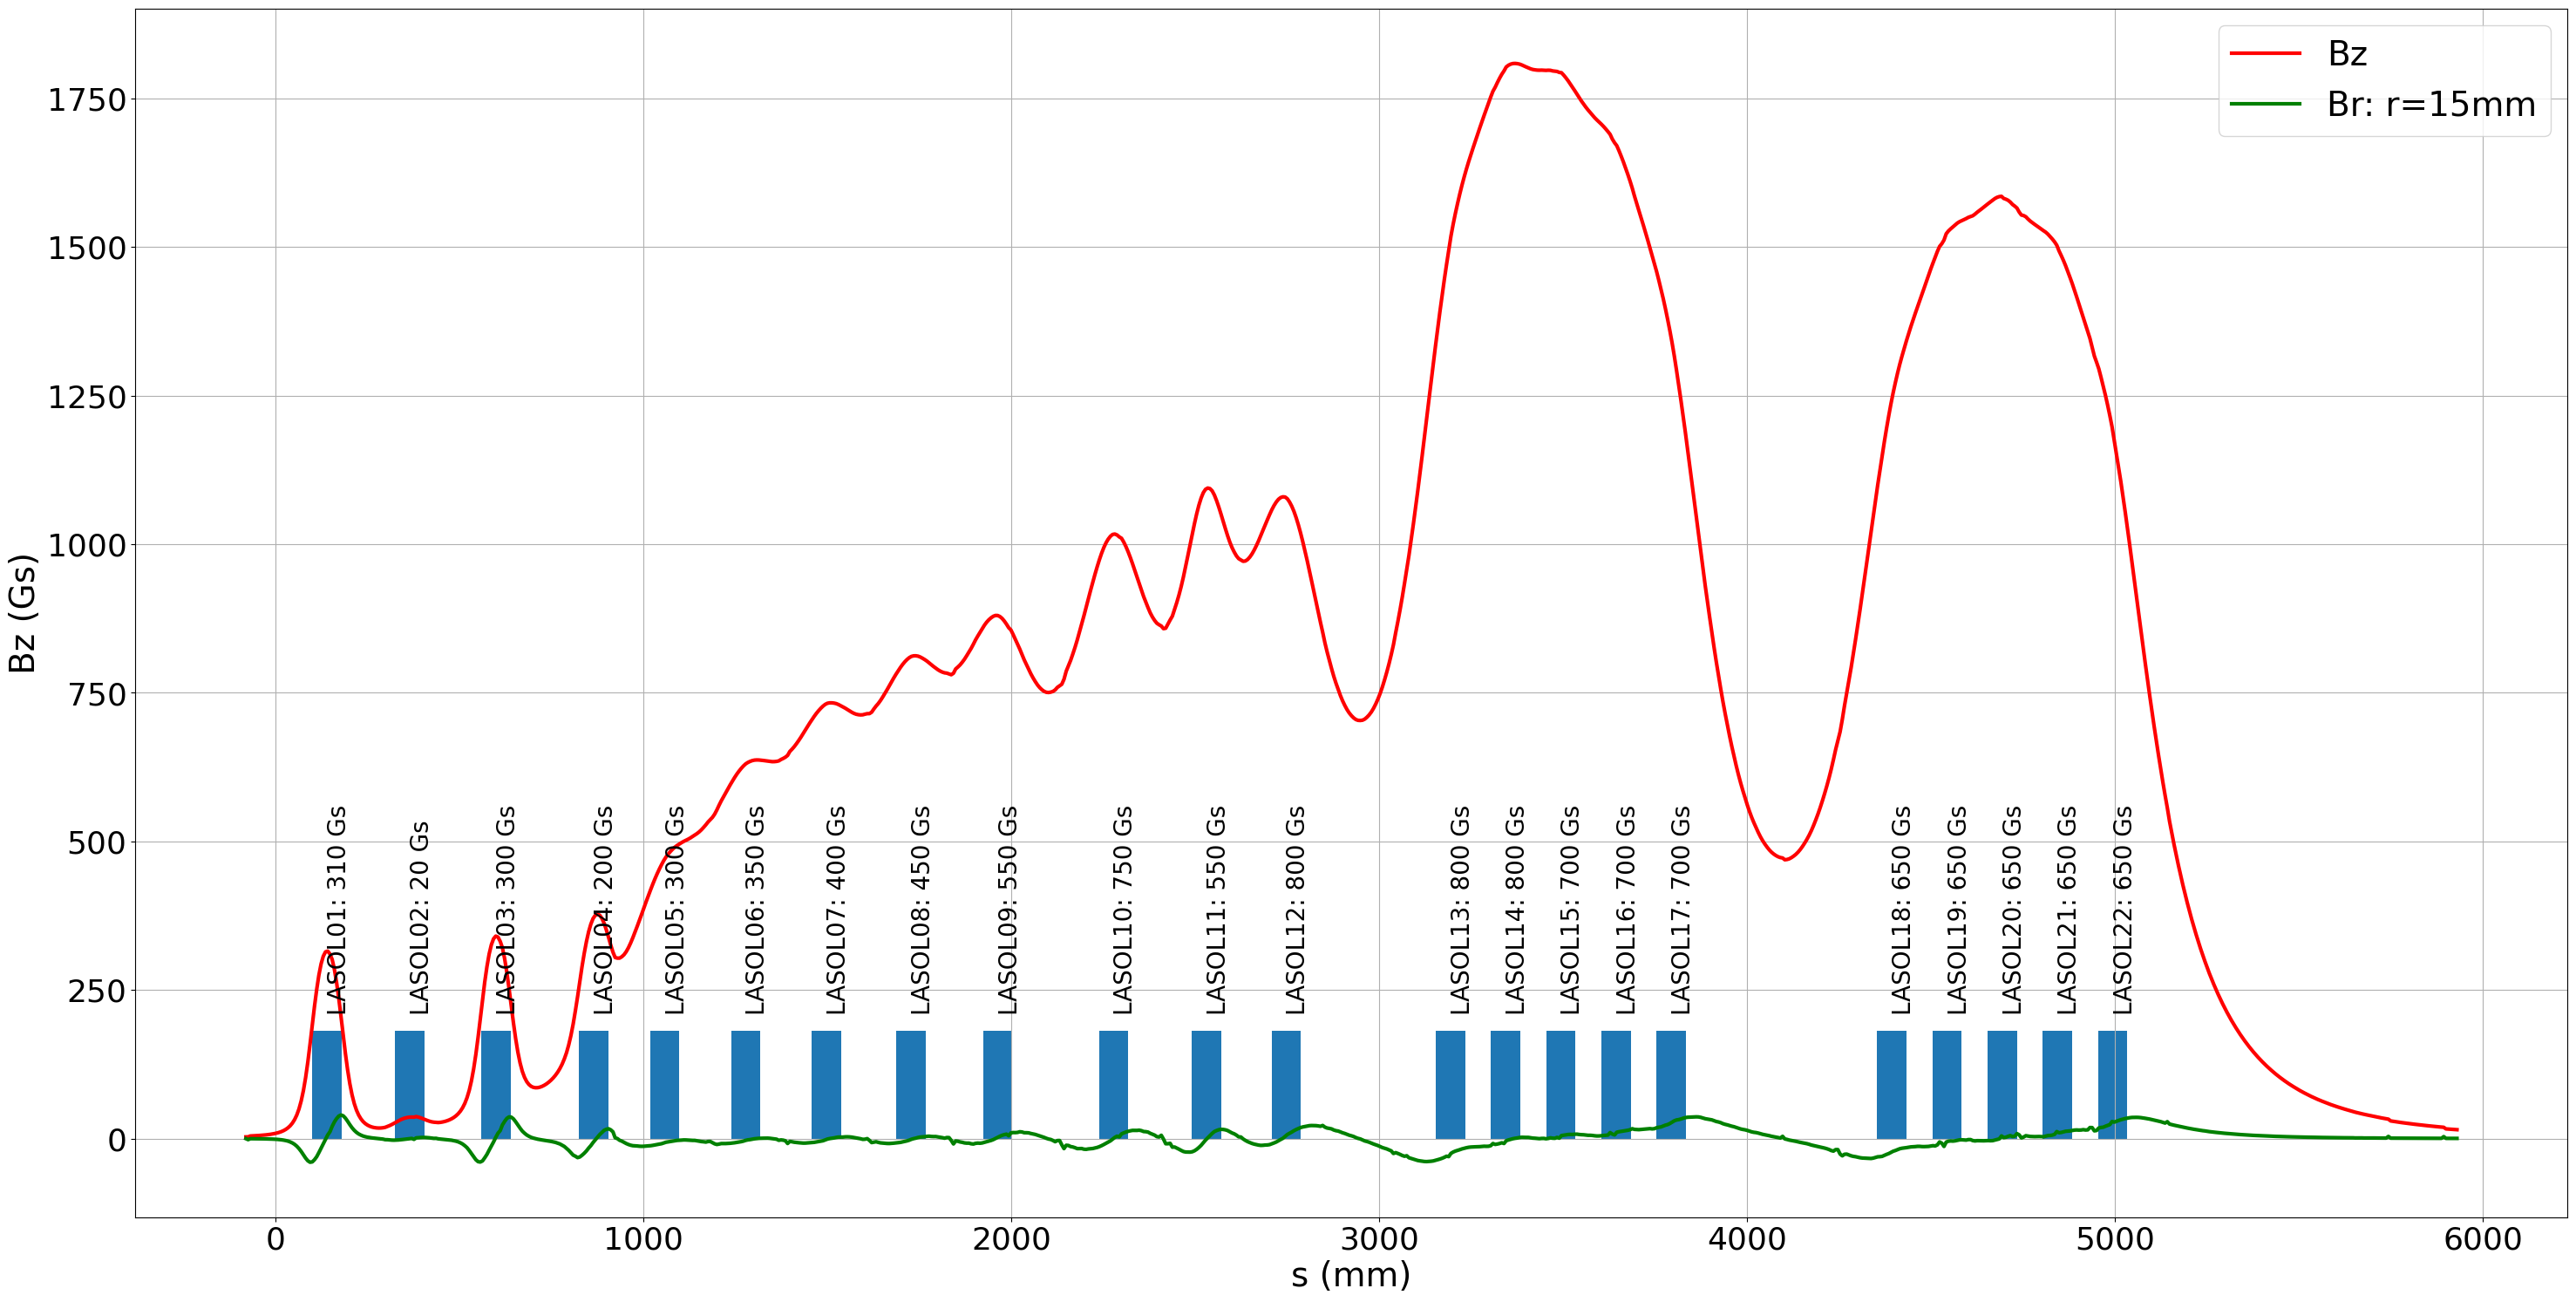 Bz
Br: r=15mm
Bz (Gs)
1750
1500
1250
1000
750
500
250
0
LASOL01: 310 Gs
LASOL02: 20 Gs
LASOL03: 300 Gs
LASOL04: 200 Gs
LASOL05: 300 Gs
LASOL06: 350 Gs
LASOL07: 400 Gs
LASOL08: 450 Gs
LASOL09: 550 Gs
LASOL10: 750 Gs
LASOL11: 550 Gs
LASOL12: 800 Gs
LASOL13: 800 Gs
LASOL14: 800 Gs
LASOL15: 700 Gs
LASOL16: 700 Gs
LASOL17: 700 Gs
LASOL18: 650 Gs
LASOL19: 650 Gs
LASOL20: 650 Gs
LASOL21: 650 Gs
LASOL22: 650 Gs
0 1000 2000 3000 4000 5000 6000
s (mm)